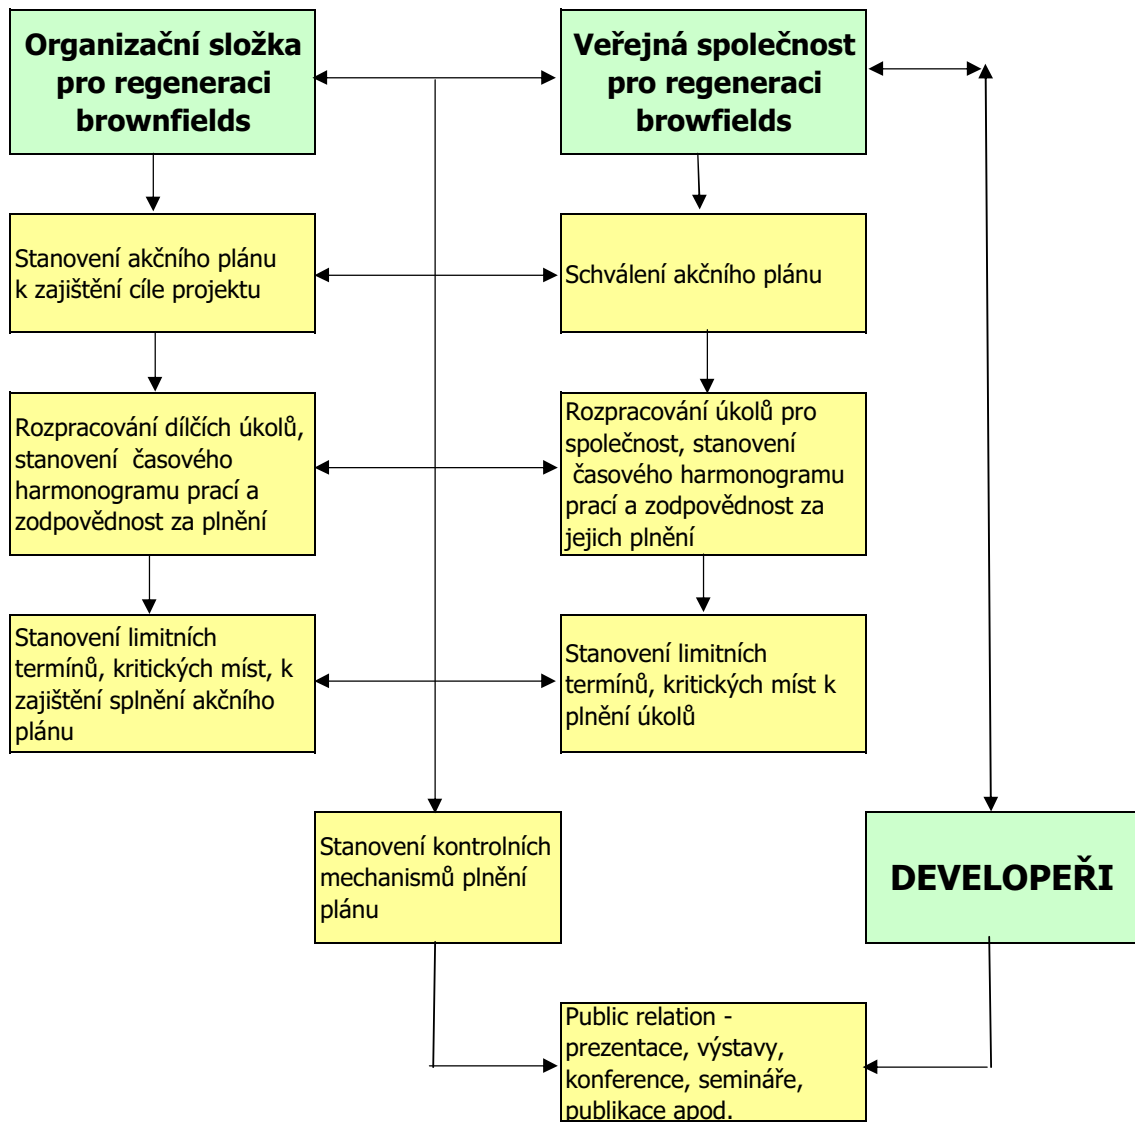 Organizační složka
pro regeneraci
brownfields
Veřejná společnost
pro regeneraci
browfields
Stanovení akčního plánu
k zajištění cíle projektu
Schválení akčního plánu
Rozpracování dílčích úkolů,
stanovení  časového
harmonogramu prací a
zodpovědnost za plnění
Rozpracování úkolů pro
společnost, stanovení
časového harmonogramu
prací a zodpovědnost za
jejich plnění
Stanovení limitních
termínů, kritických míst, k
zajištění splnění akčního
plánu
Stanovení limitních
termínů, kritických míst k
plnění úkolů
Stanovení kontrolních
mechanismů plnění
plánu
DEVELOPEŘI
Public relation -
prezentace, výstavy,
konference, semináře,
publikace apod.